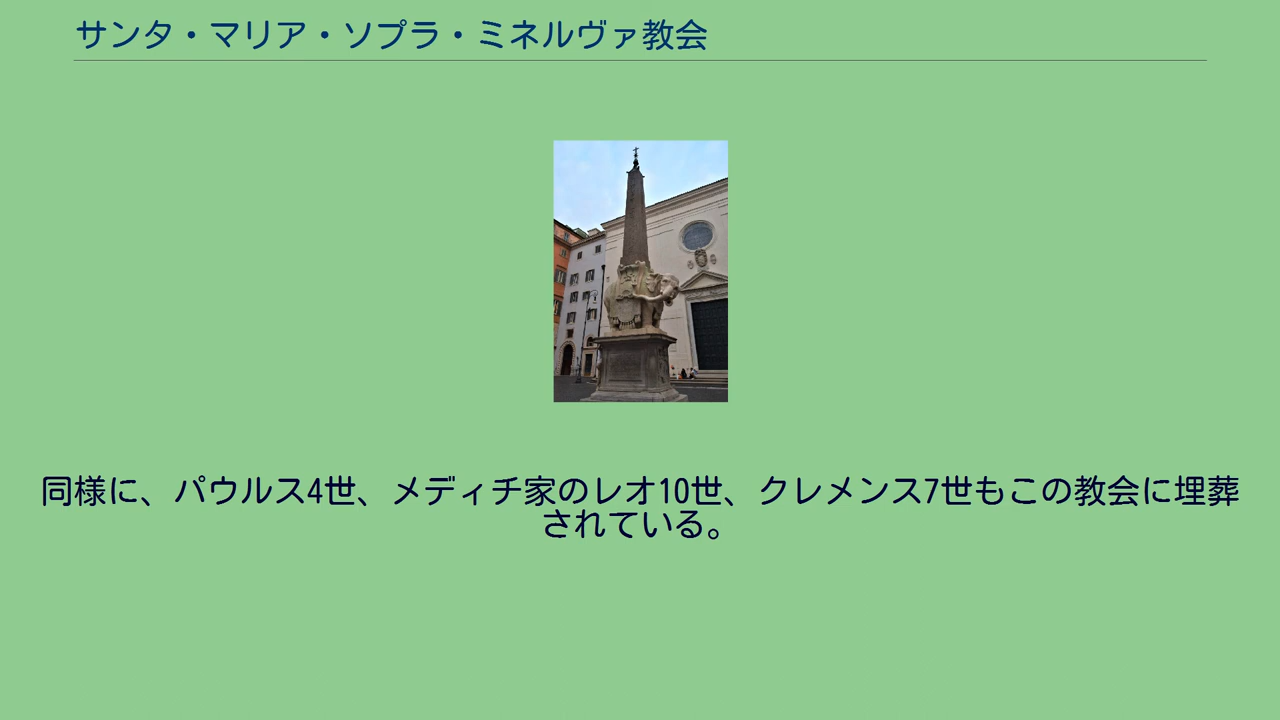 サンタ・マリア・ソプラ・ミネルヴァ教会
同様に、パウルス4世、メディチ家のレオ10世、クレメンス7世もこの教会に埋葬
されている。